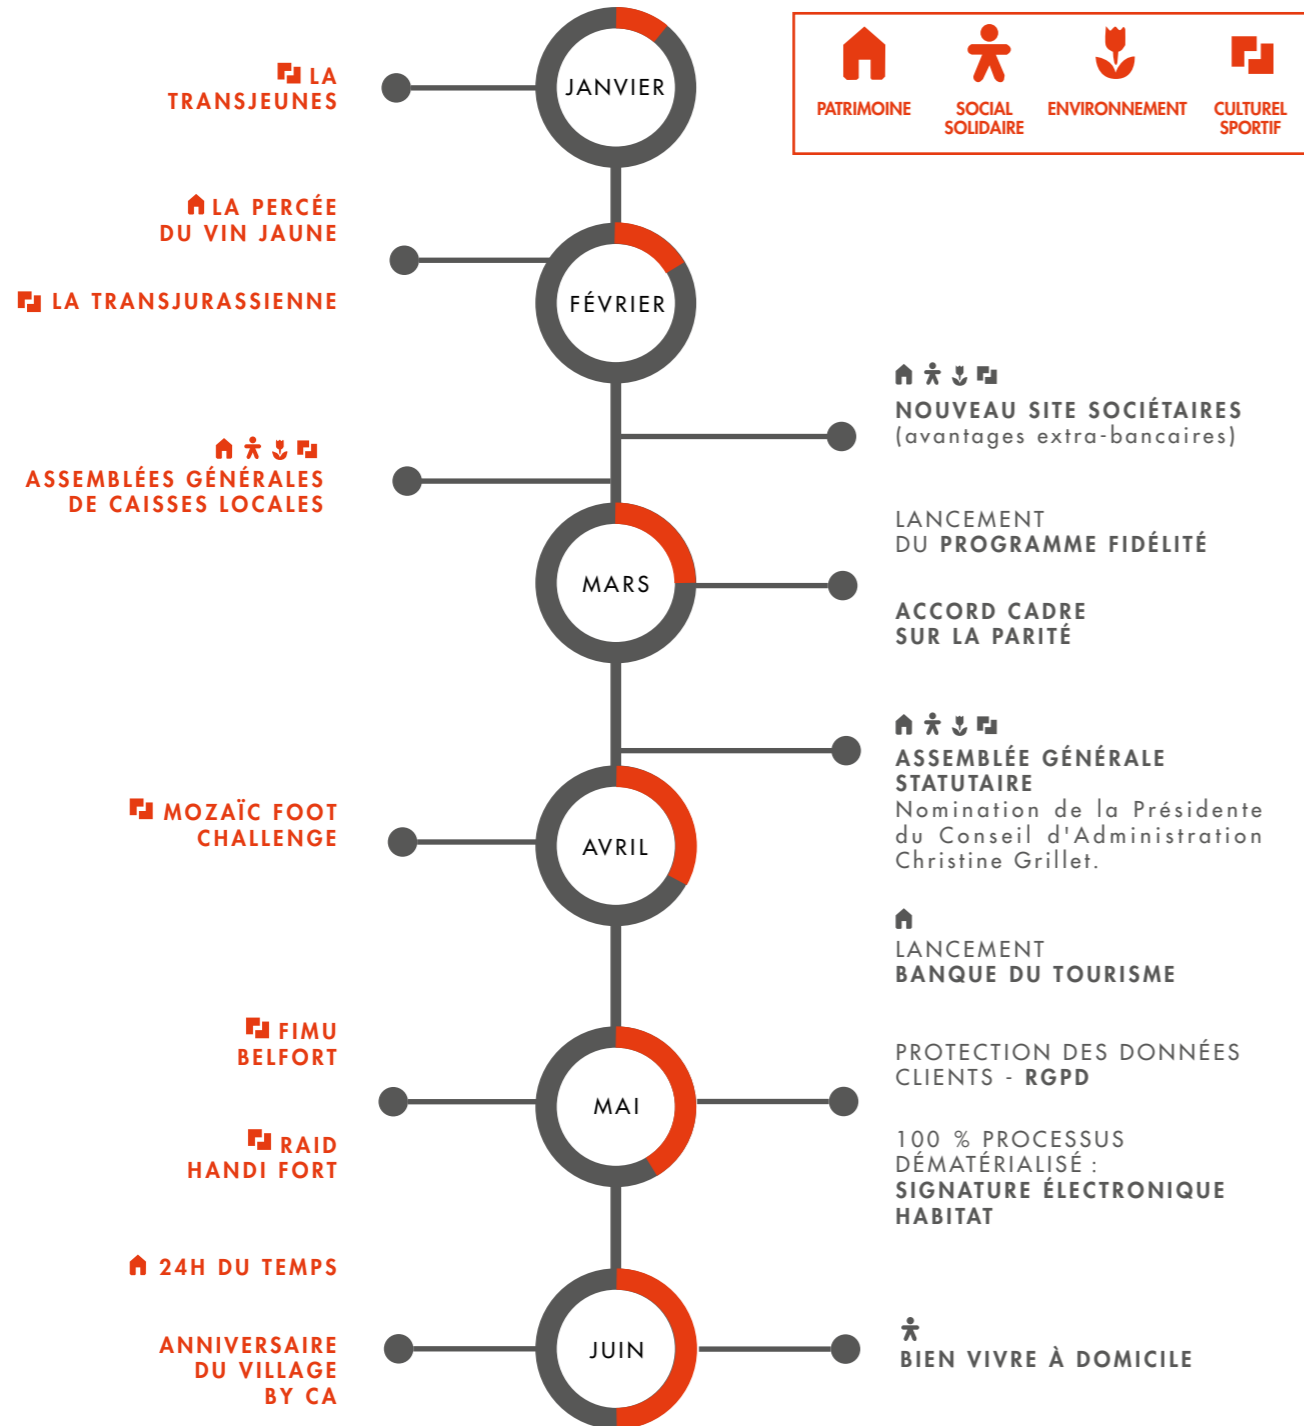 PATRIMOINE
SOCIAL
SOLIDAIRE
ENVIRONNEMENT
CULTUREL
SPORTIF
JANVIER
LA
TRANSJEUNES
LA PERCÉE
DU VIN JAUNE
LA TRANSJURASSIENNE
FÉVRIER
NOUVEAU SITE SOCIÉTAIRES
(avantages extra-bancaires)
ASSEMBLÉES GÉNÉRALES
DE CAISSES LOCALES
MARS
LANCEMENT
DU PROGRAMME FIDÉLITÉ
ACCORD CADRE
SUR LA PARITÉ
ASSEMBLÉE GÉNÉRALE
STATUTAIRE
Nomination de la Présidente
du Conseil d'Administration
Christine Grillet.
MOZAÏC FOOT
CHALLENGE
AVRIL
LANCEMENT
BANQUE DU TOURISME
FIMU
BELFORT
RAID
HANDI FORT
MAI
PROTECTION DES DONNÉES
CLIENTS - RGPD
100 % PROCESSUS
DÉMATÉRIALISÉ :
SIGNATURE ÉLECTRONIQUE
HABITAT
24H DU TEMPS
ANNIVERSAIRE
DU VILLAGE
BY CA
JUIN
BIEN VIVRE À DOMICILE